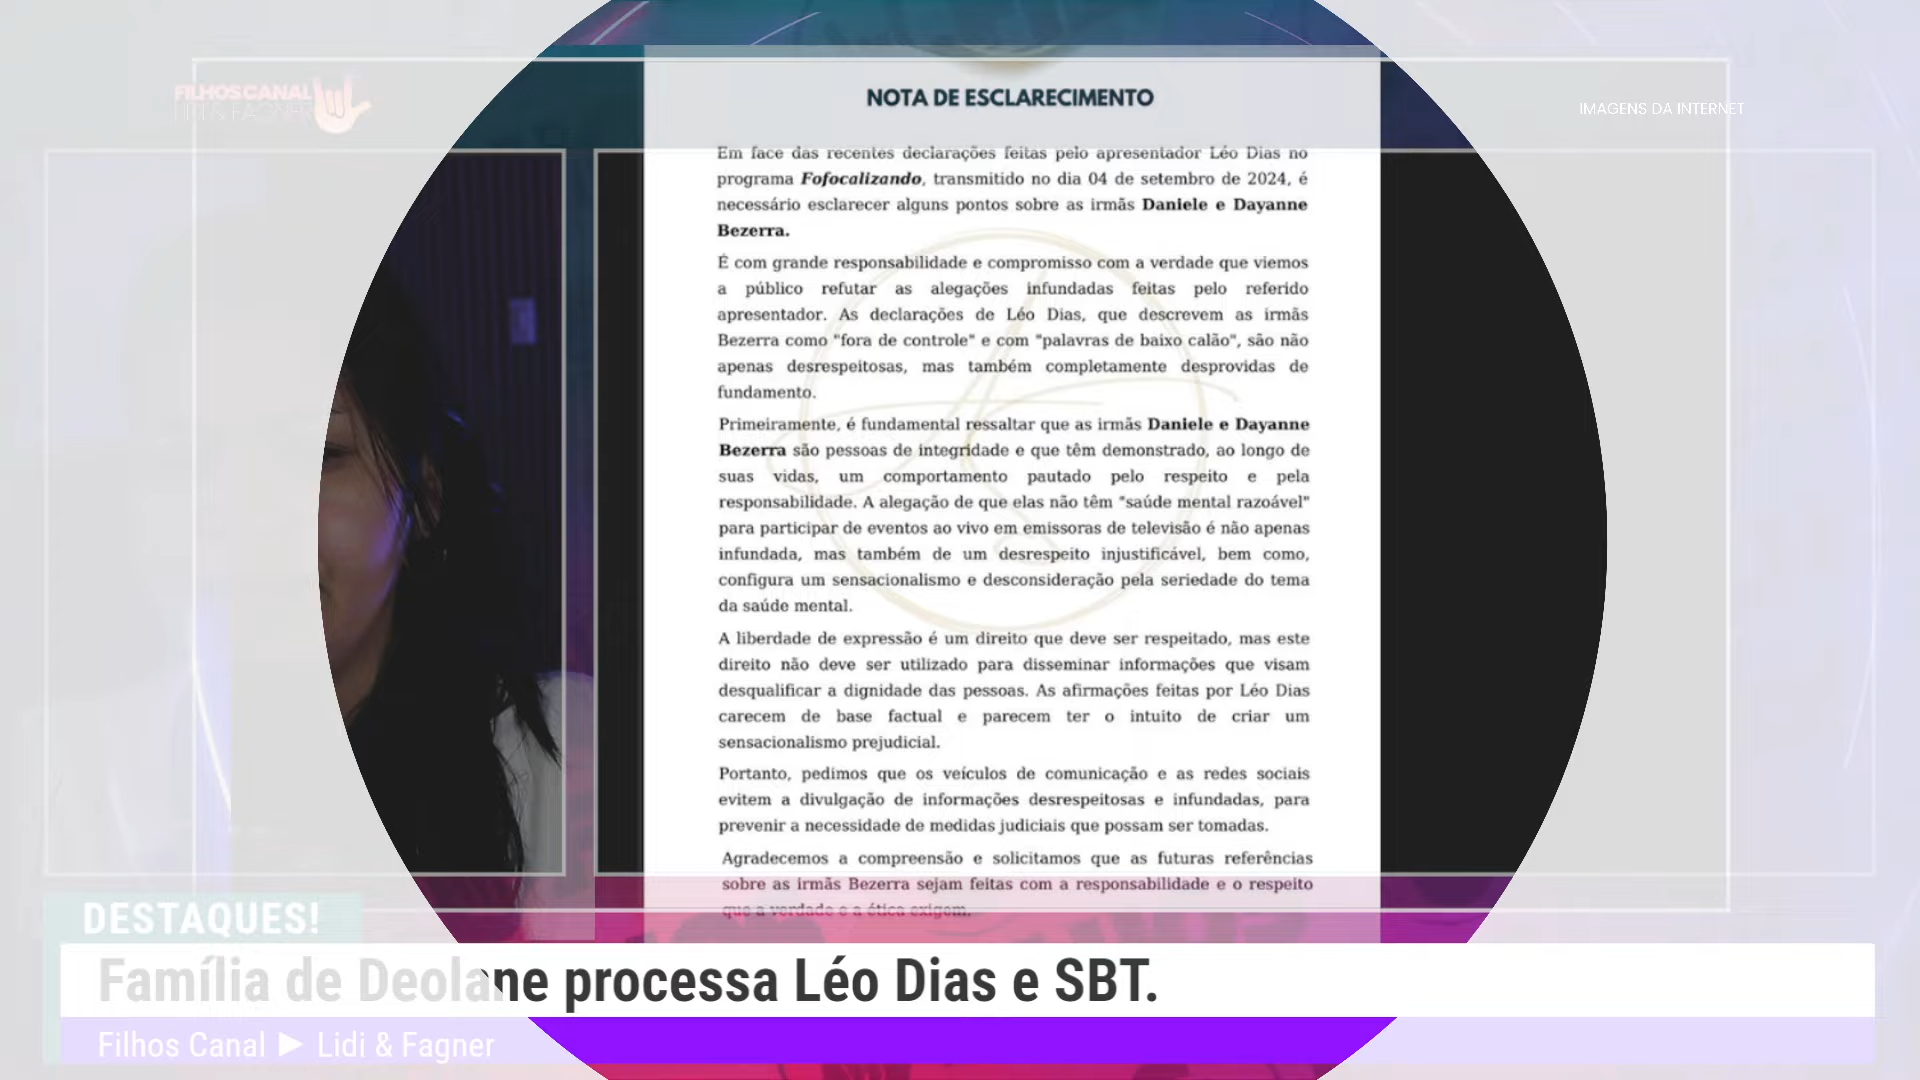 FILHOS CANAL
LIDI & FAGNER
IMAGENS DA INTERNET
NOTA DE ESCLARECIMENTO
Em face das recentes declarações feitas pelo apresentador Léo Dias no
programa Fofocalizando, transmitido no dia 04 de setembro de 2024, é
necessário esclarecer alguns pontos sobre as irmãs Daniele e Dayanne
Bezerra.
É com grande responsabilidade e compromisso com a verdade que viemos
a público refutar as alegações infundadas feitas pelo referido
apresentador. As declarações de Léo Dias, que descrevem as irmãs
Bezerra como "fora de controle" e com "palavras de baixo calão", são não
apenas desrespeitosas, mas também completamente desprovidas de
fundamento.
Primeiramente, é fundamental ressaltar que as irmãs Daniele e Dayanne
Bezerra são pessoas de integridade e que têm demonstrado, ao longo de
suas vidas, um comportamento pautado pelo respeito e pela
responsabilidade. A alegação de que elas não têm "saúde mental razoável"
para participar de eventos ao vivo em emissoras de televisão é não apenas
infundada, mas também de um desrespeito injustificável, bem como,
configura um sensacionalismo e desconsideração pela seriedade do tema
da saúde mental.
A liberdade de expressão é um direito que deve ser respeitado, mas este
direito não deve ser utilizado para disseminar informações que visam
desqualificar a dignidade das pessoas. As afirmações feitas por Léo Dias
carecem de base factual e parecem ter o intuito de criar um
sensacionalismo prejudicial.
Portanto, pedimos que os veículos de comunicação e as redes sociais
evitem a divulgação de informações desrespeitosas e infundadas, para
prevenir a necessidade de medidas judiciais que possam ser tomadas.
Agradecemos a compreensão e solicitamos que as futuras referências
sobre as irmãs Bezerra sejam feitas com a responsabilidade e o respeito
que a verdade e a ética exigem.
DESTAQUES!
Família de Deolane processa Léo Dias e SBT.
Filhos Canal ► Lidi & Fagner